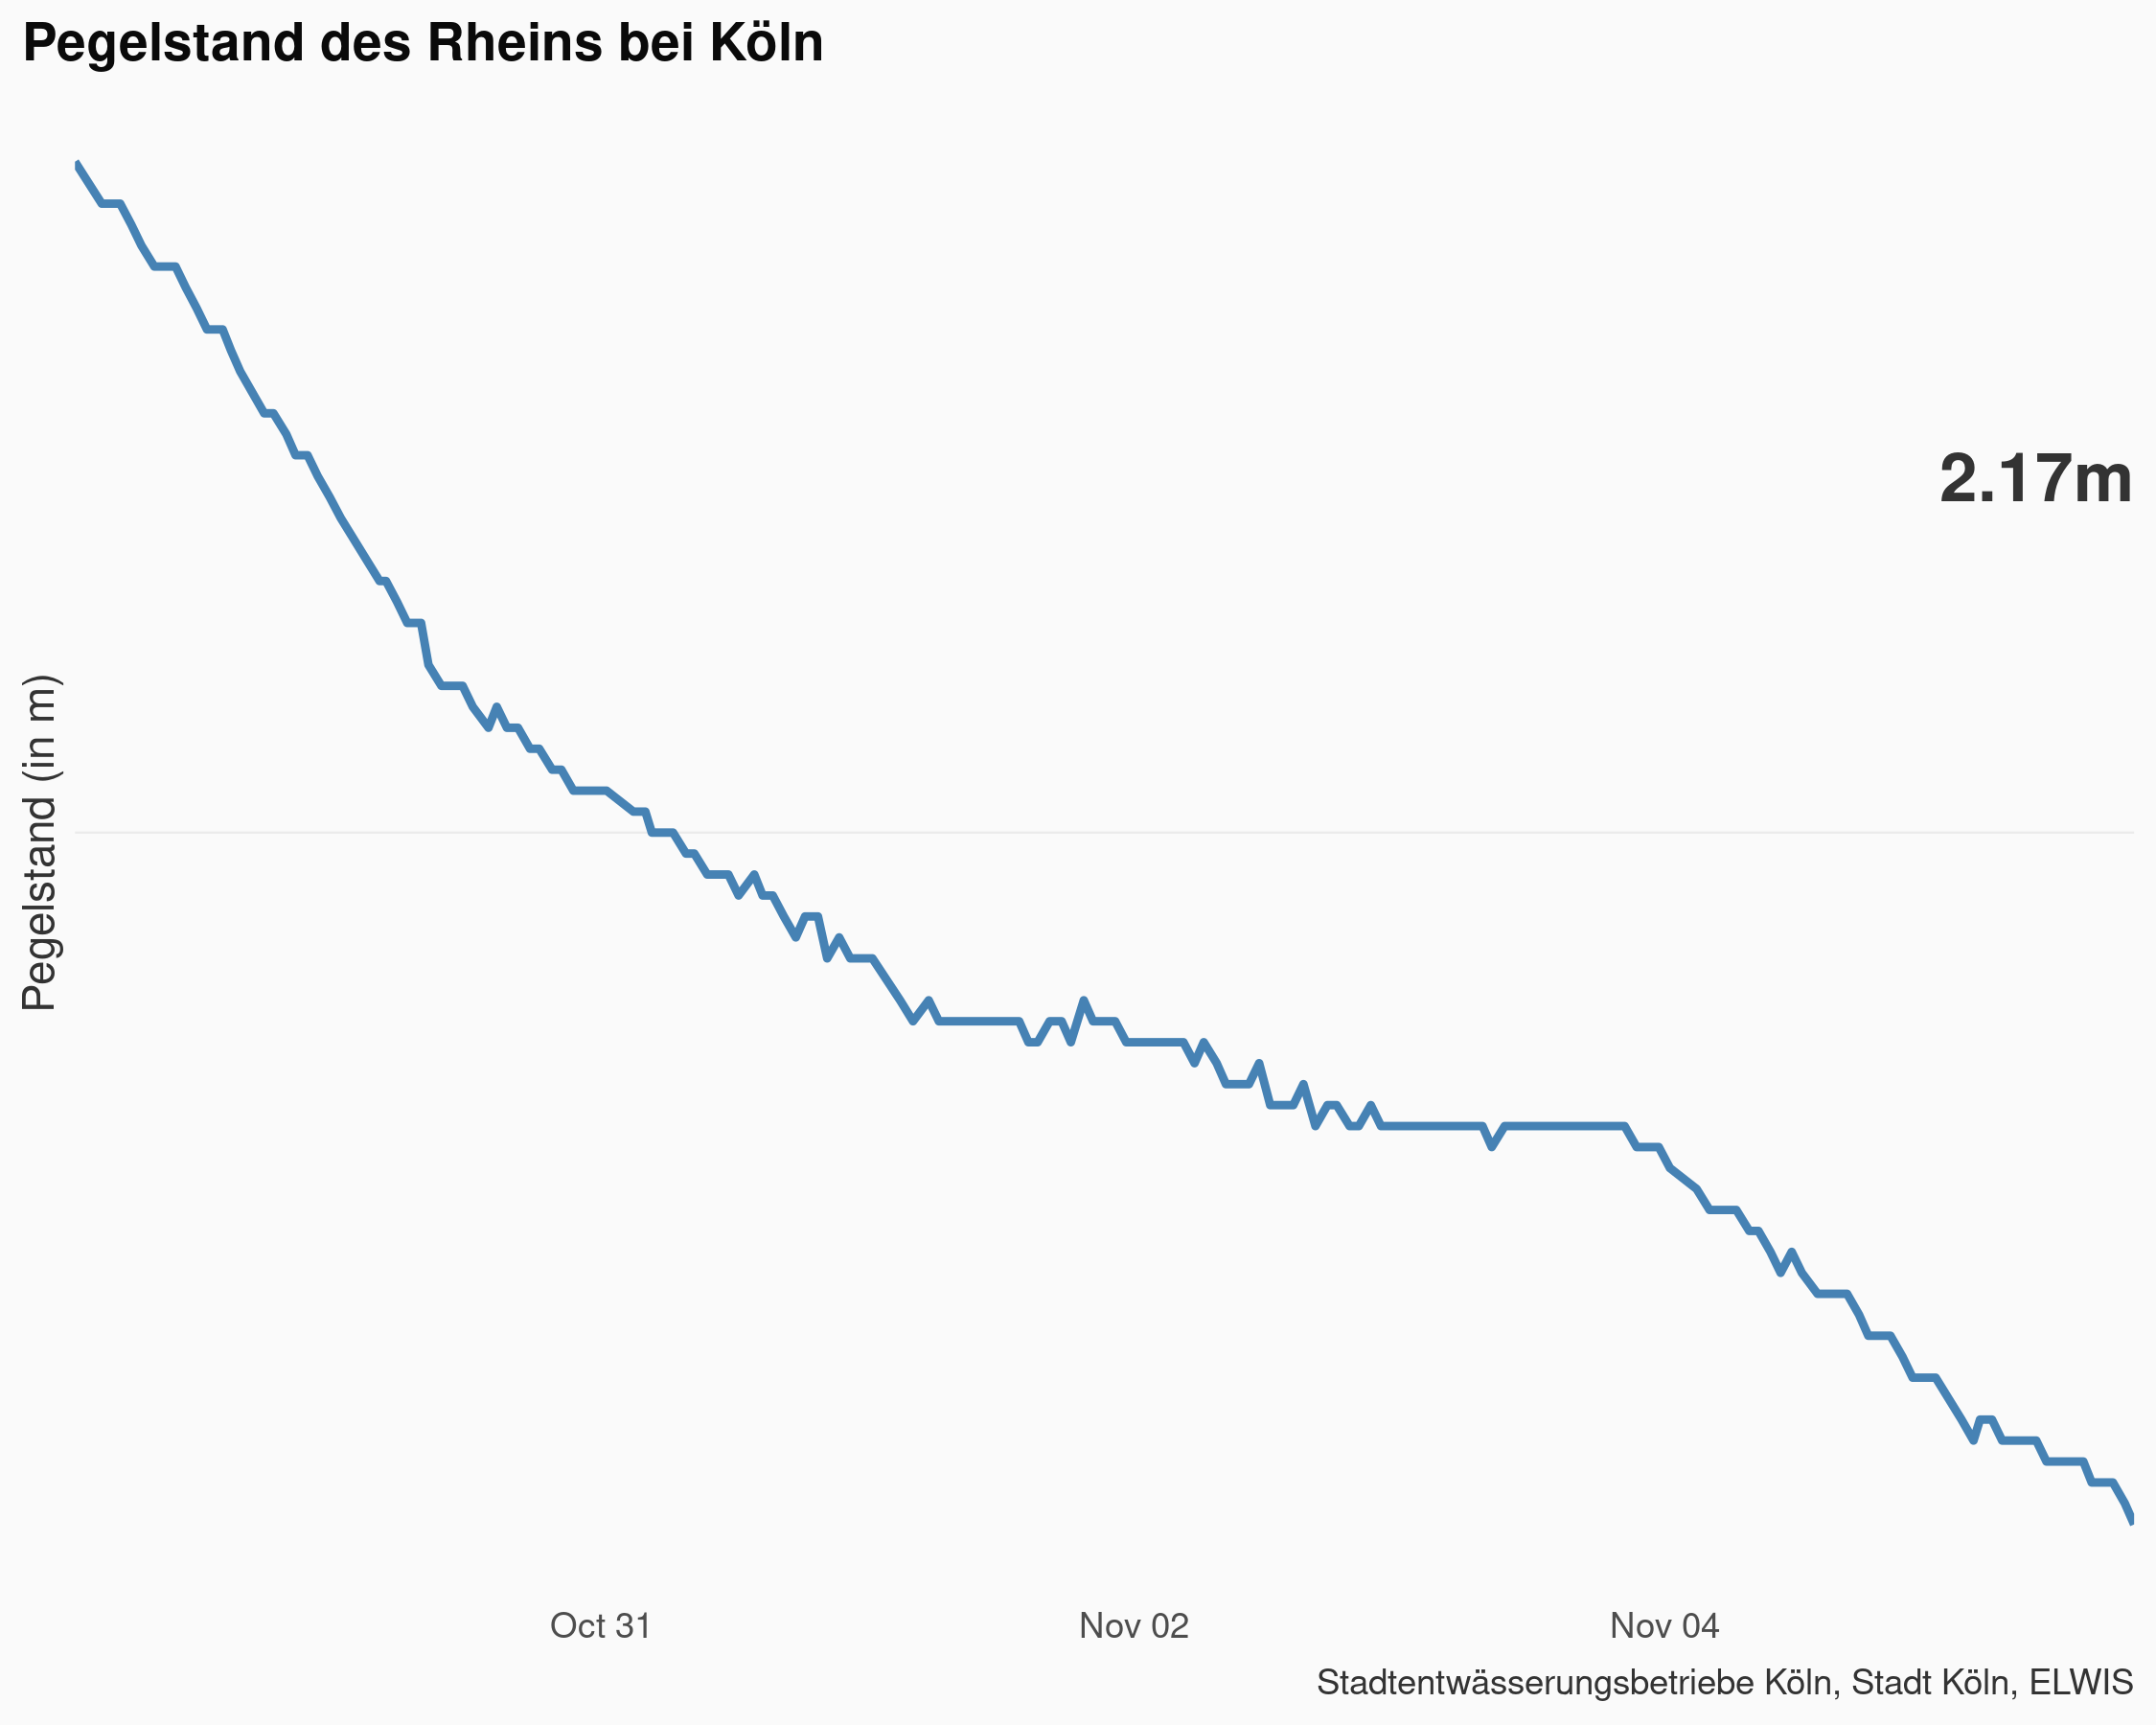 Pegelstand des Rheins bei Köln
2.17m
Pegelstand (in m)
Oct 31
Nov 02
Nov 04
Stadtentwässerungsbetriebe Köln, Stadt Köln, ELWIS